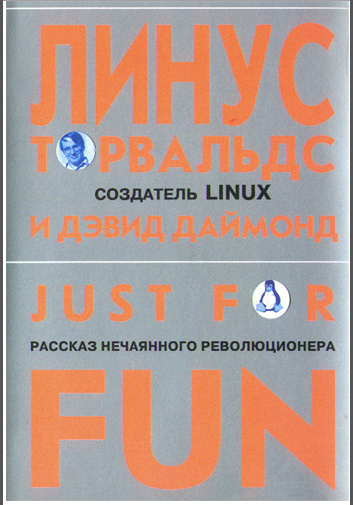 ЛИНУС
ТОРВАЛЬДС
СОЗДАТЕЛЬ LINUX
И ДЭВИД ДАЙМОНД
JUST FOR
РАССКАЗ НЕЧАЯННОГО РЕВОЛЮЦИОНЕРА
FUN